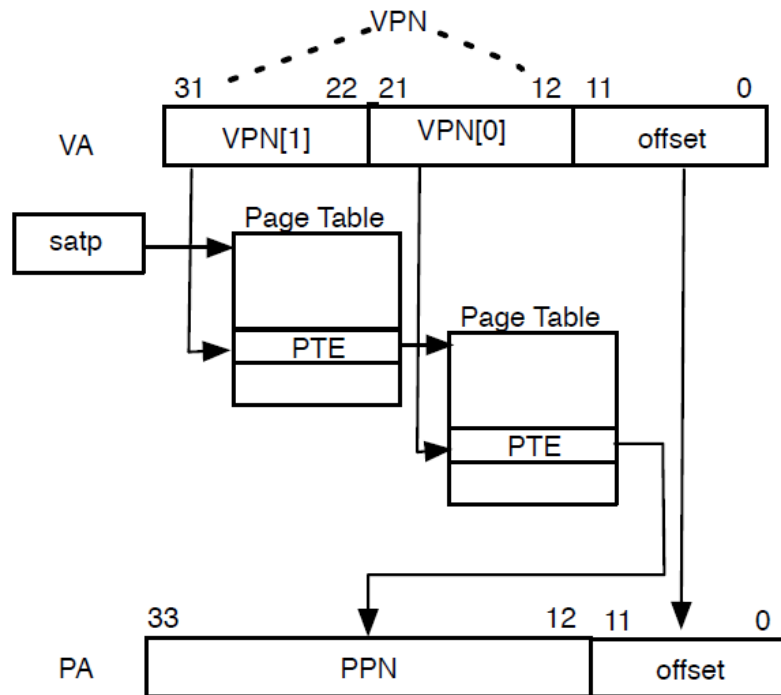 VPN
31 22 21 12 11 0
VA VPN[1] VPN[0] offset
satp
Page Table
PTE
Page Table
PTE
33 12 11 0
PA PPN offset